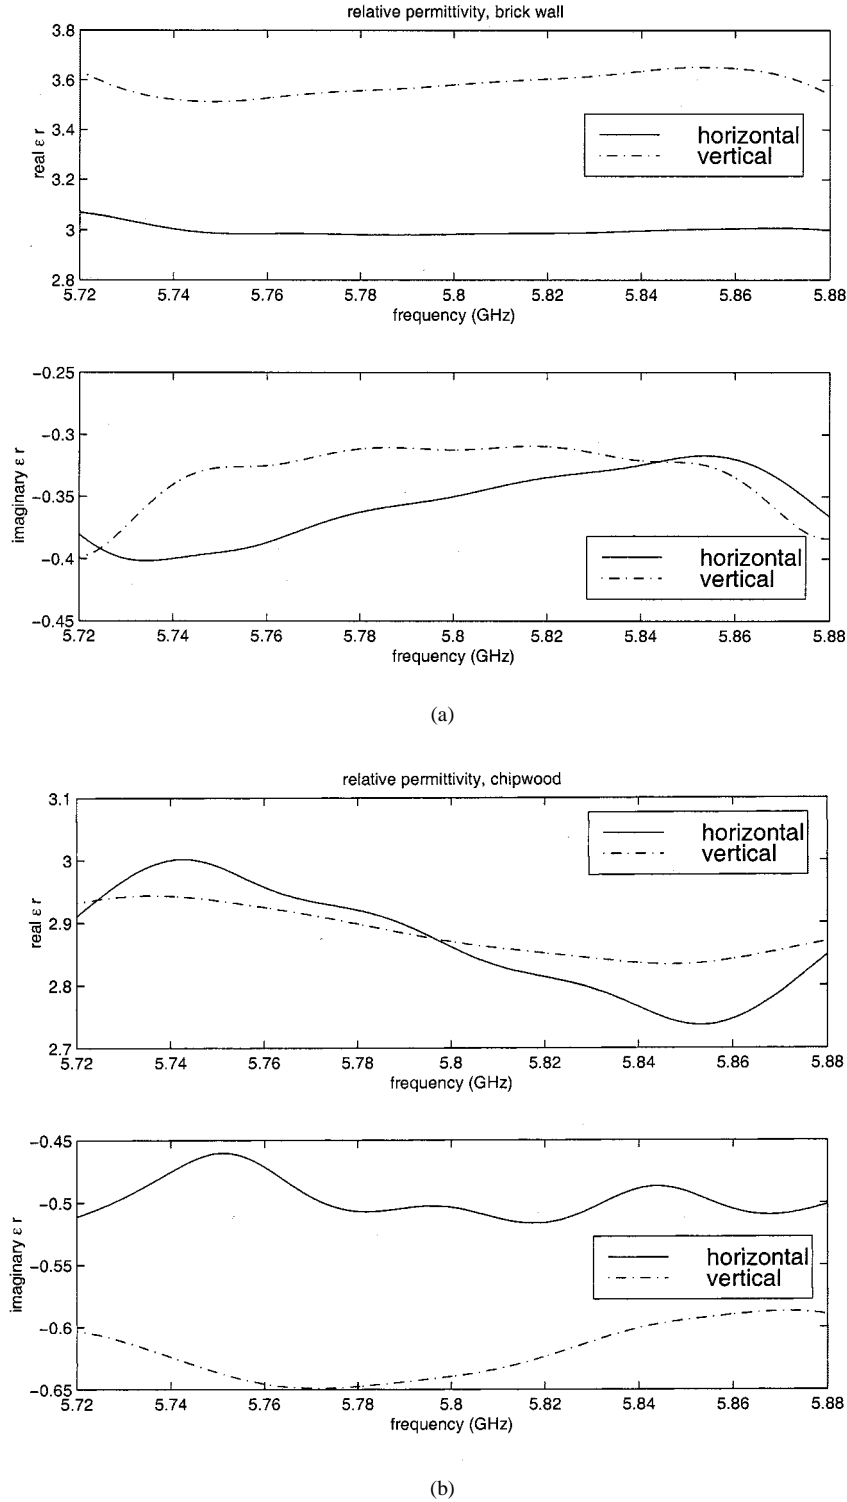 relative permittivity, brick wall
3.8
3.6
3.4
3.2
3
2.8
real ε r
horizontal
vertical
5.72 5.74 5.76 5.78 5.8 5.82 5.84 5.86 5.88
frequency (GHz)
−0.25
−0.3
−0.35
−0.4
−0.45
imaginary ε r
horizontal
vertical
5.72 5.74 5.76 5.78 5.8 5.82 5.84 5.86 5.88
frequency (GHz)
(a)
relative permittivity, chipwood
3.1
3
2.9
2.8
2.7
real ε r
horizontal
vertical
5.72 5.74 5.76 5.78 5.8 5.82 5.84 5.86 5.88
frequency (GHz)
−0.45
−0.5
−0.55
−0.6
−0.65
imaginary ε r
horizontal
vertical
5.72 5.74 5.76 5.78 5.8 5.82 5.84 5.86 5.88
frequency (GHz)
(b)